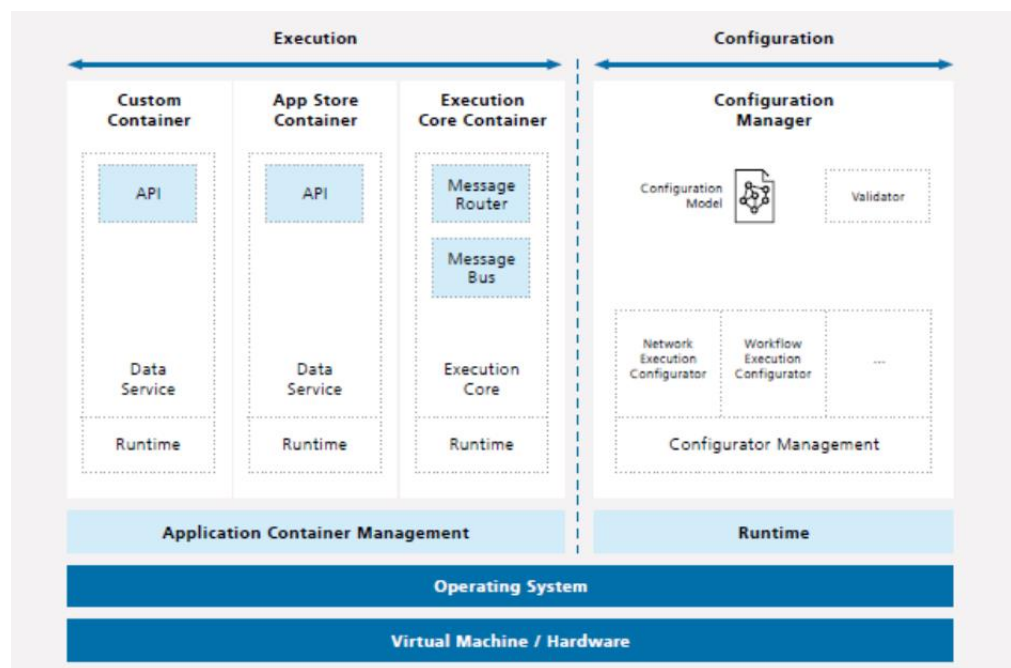 Execution
Configuration
Custom
Container
API
Data
Service
Runtime
App Store
Container
API
Data
Service
Runtime
Execution
Core Container
Message
Router
Message
Bus
Execution
Core
Runtime
Configuration
Manager
Configuration
Model
Validator
Network
Execution
Configurator
Workflow
Execution
Configurator
...
Configurator Management
Application Container Management
Runtime
Operating System
Virtual Machine / Hardware